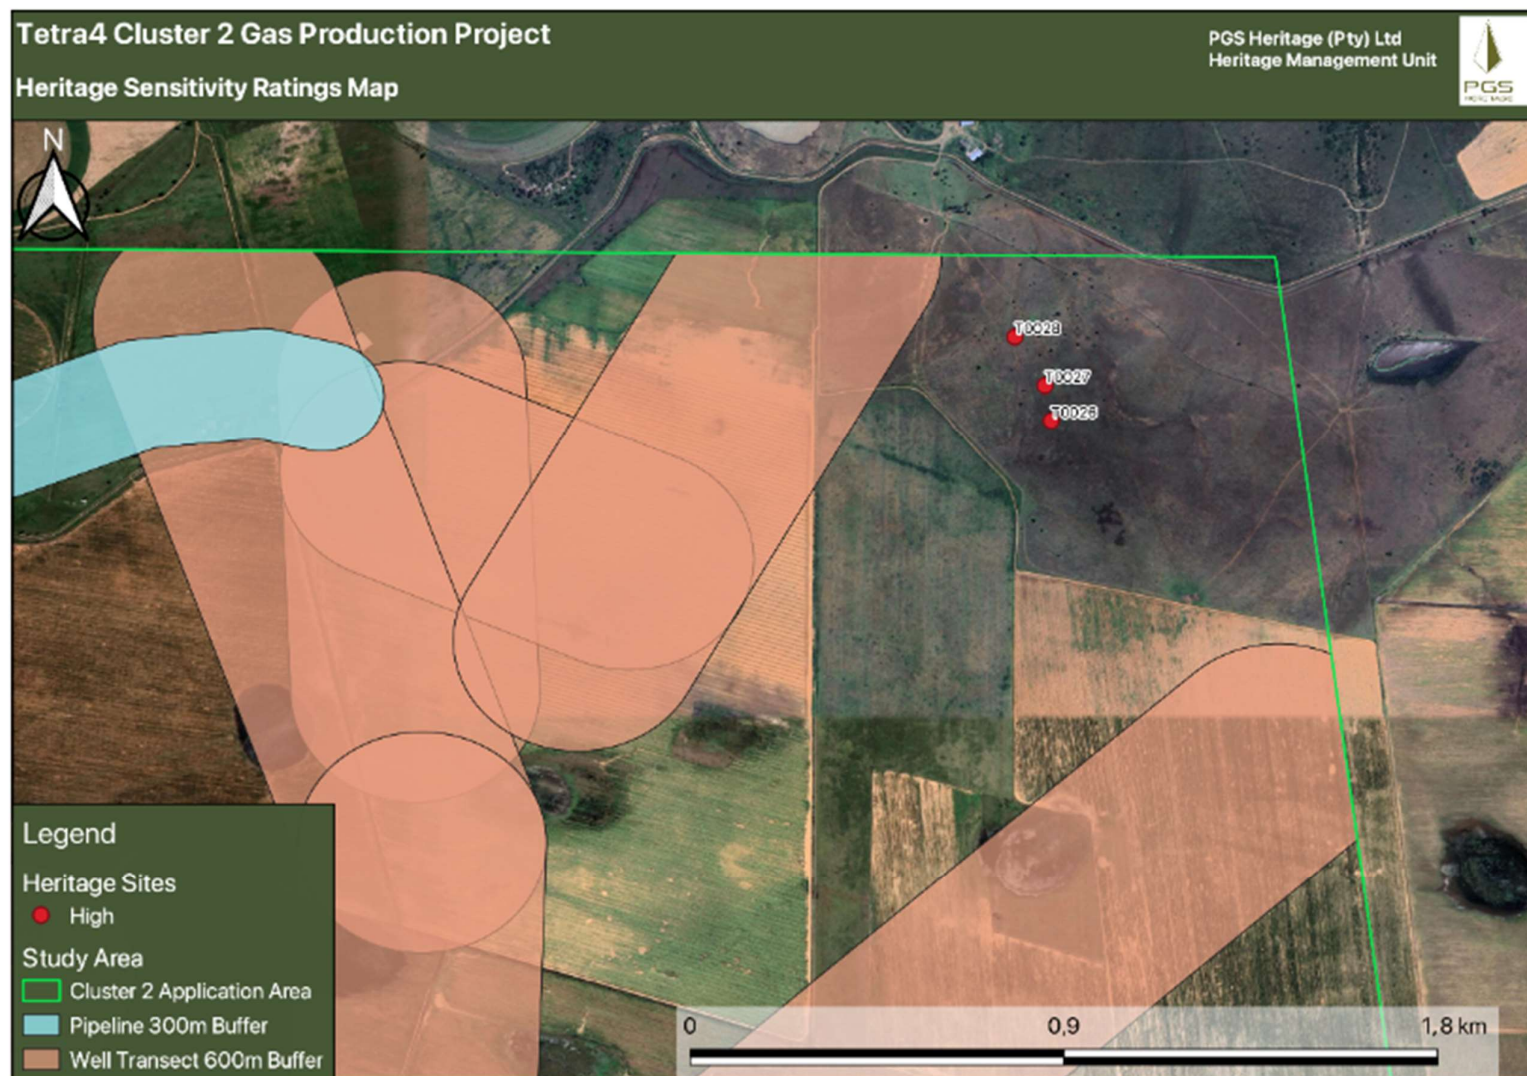 Tetra4 Cluster 2 Gas Production Project
Heritage Sensitivity Ratings Map
PGS Heritage (Pty) Ltd
Heritage Management Unit
PGS
N
T0028
T0027
T0026
Legend
Heritage Sites
High
Study Area
Cluster 2 Application Area
Pipeline 300m Buffer
Well Transect 600m Buffer
0
0,9
1,8 km